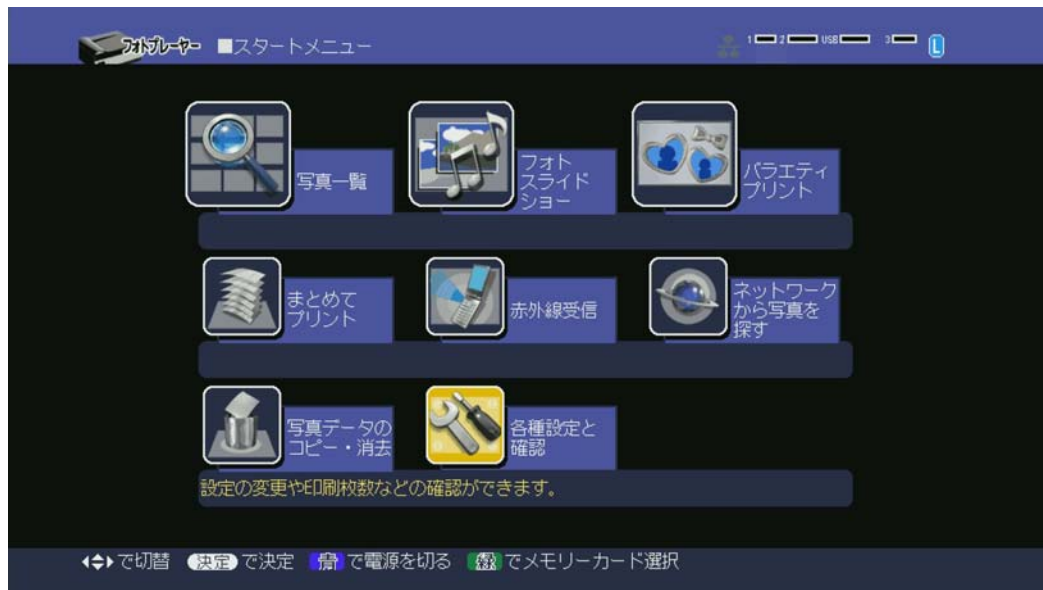 フォトプレーヤー ■スタートメニュー
1 2 USB 3 L
写真一覧
フォト
スライド
ショー
バラエティ
プリント
まとめて
プリント
赤外線受信
ネットワーク
から写真を
探す
写真データの
コピー・消去
各種設定と
確認
設定の変更や印刷枚数などの確認ができます。
で切替 決定 で決定 青 で電源を切る 緑 でメモリーカード選択